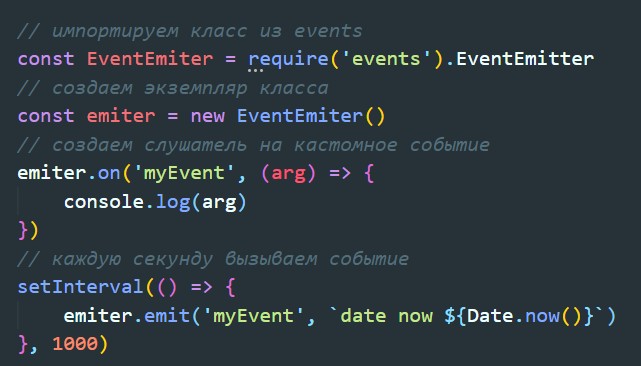 // импортируем класс из events
const EventEmiter = require('events').EventEmitter
// создаем экземпляр класса
const emiter = new EventEmiter()
// создаем слушатель на кастомное событие
emiter.on('myEvent', (arg) => {
    console.log(arg)
})
// каждую секунду вызываем событие
setInterval(() => {
    emiter.emit('myEvent', `date now ${Date.now()}`)
}, 1000)